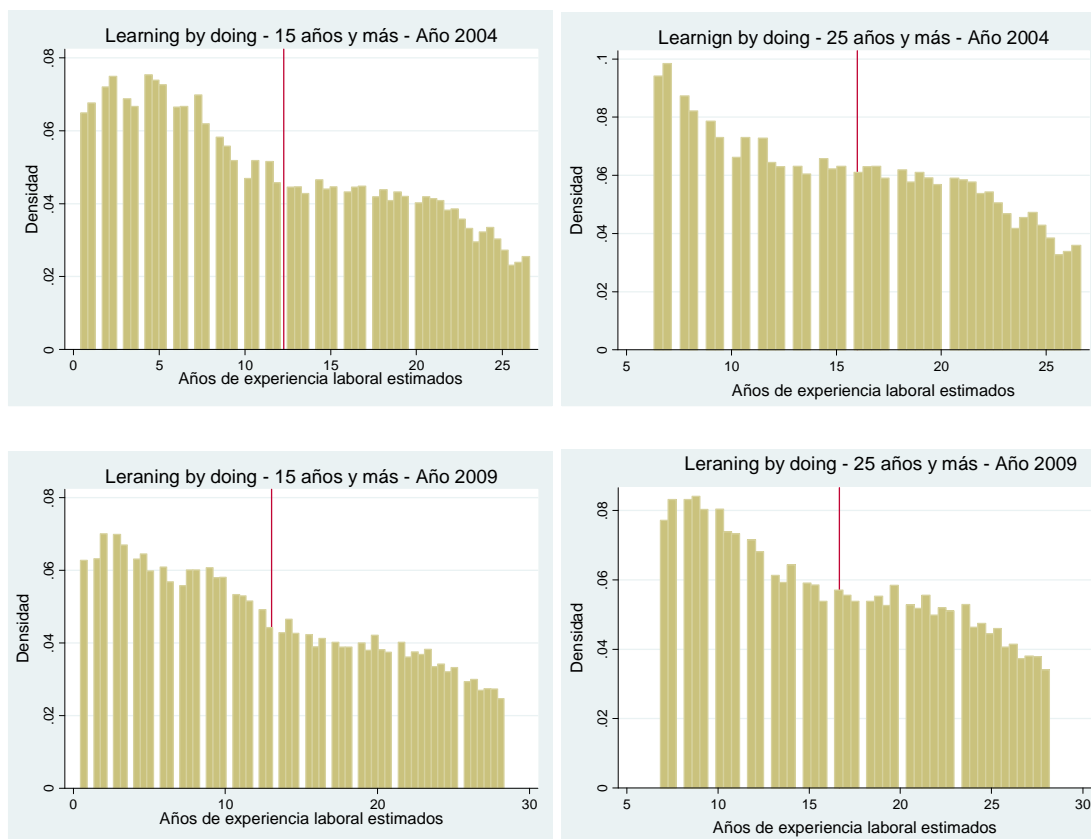 Learning by doing - 15 años y más - Año 2004
.08
.06
.04
.02
0
Densidad
0 5 10 15 20 25
Años de experiencia laboral estimados
Learnign by doing - 25 años y más - Año 2004
.1
.08
.06
.04
.02
0
Densidad
5 10 15 20 25
Años de experiencia laboral estimados
Leraning by doing - 15 años y más - Año 2009
.08
.06
.04
.02
0
Densidad
0 10 20 30
Años de experiencia laboral estimados
Leraning by doing - 25 años y más - Año 2009
.08
.06
.04
.02
0
Densidad
5 10 15 20 25 30
Años de experiencia laboral estimados